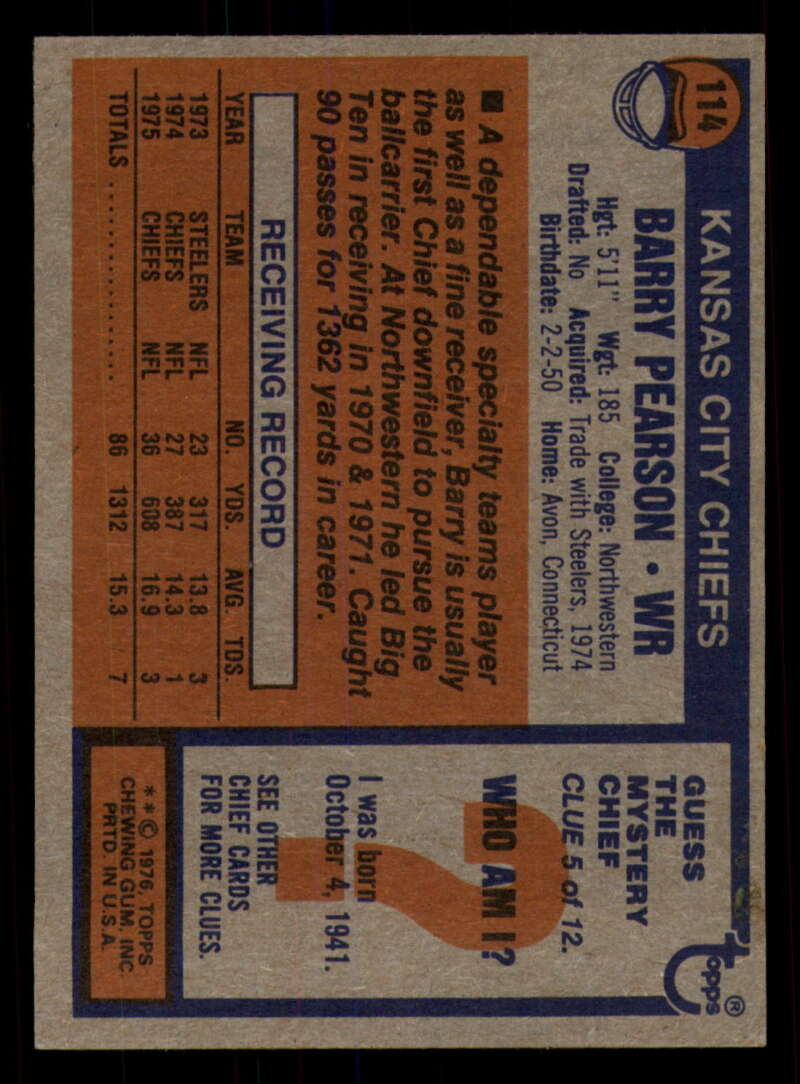 114
KANSAS CITY CHIEFS
BARRY PEARSON • WR
Hgt: 5'11" Wgt: 185 College: Northwestern
Drafted: No Acquired: Trade with Steelers, 1974
Birthdate: 2-2-50 Home: Avon, Connecticut
A dependable specialty teams player
as well as a fine receiver, Barry is usually
the first Chief downfield to pursue the
ballcarrier. At Northwestern he led Big
Ten in receiving in 1970 & 1971. Caught
90 passes for 1362 yards in career.
RECEIVING RECORD
YEAR TEAM NO. YDS. AVG. TDS.
1973 STEELERS NFL 23 317 13.8 3
1974 CHIEFS NFL 27 387 14.3 1
1975 CHIEFS NFL 36 608 16.9 3
TOTALS .................. 86 1312 15.3 7
topps®
GUESS
THE
MYSTERY
CHIEF
CLUE 5 of 12.
WHO AM I?
?
I was born
October 4, 1941.
SEE OTHER
CHIEF CARDS
FOR MORE CLUES.
**© 1976, TOPPS
CHEWING GUM, INC.
PRTD. IN U.S.A.